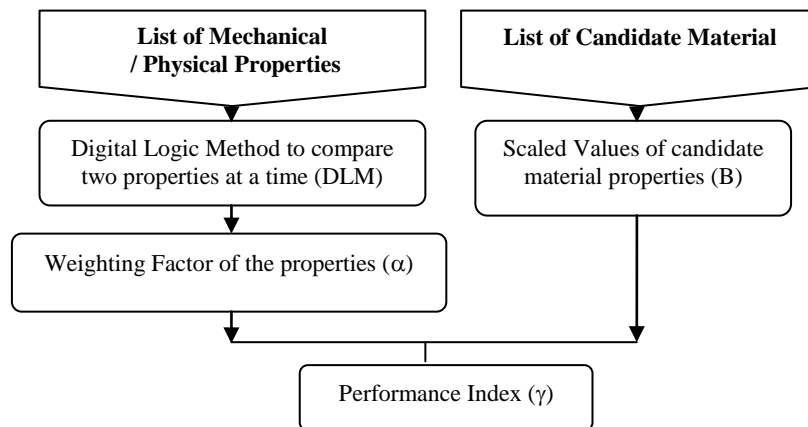 List of Mechanical
/ Physical Properties
List of Candidate Material
Digital Logic Method to compare
two properties at a time (DLM)
Scaled Values of candidate
material properties (B)
Weighting Factor of the properties (α)
Performance Index (γ)